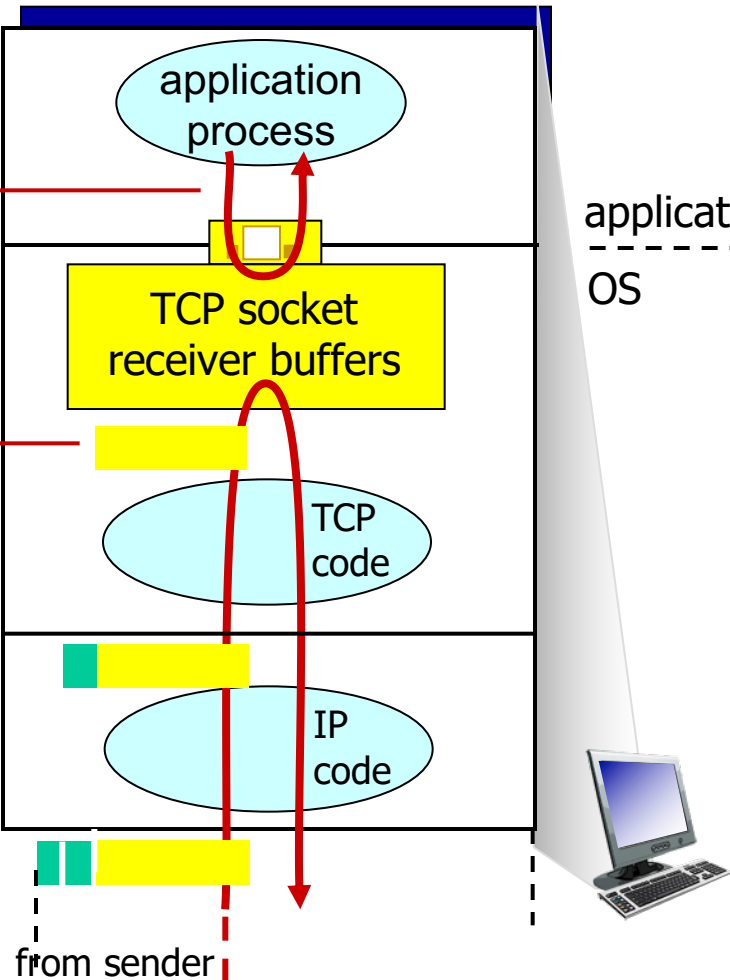 application
process
applicat
OS
TCP socket
receiver buffers
TCP
code
IP
code
from sender